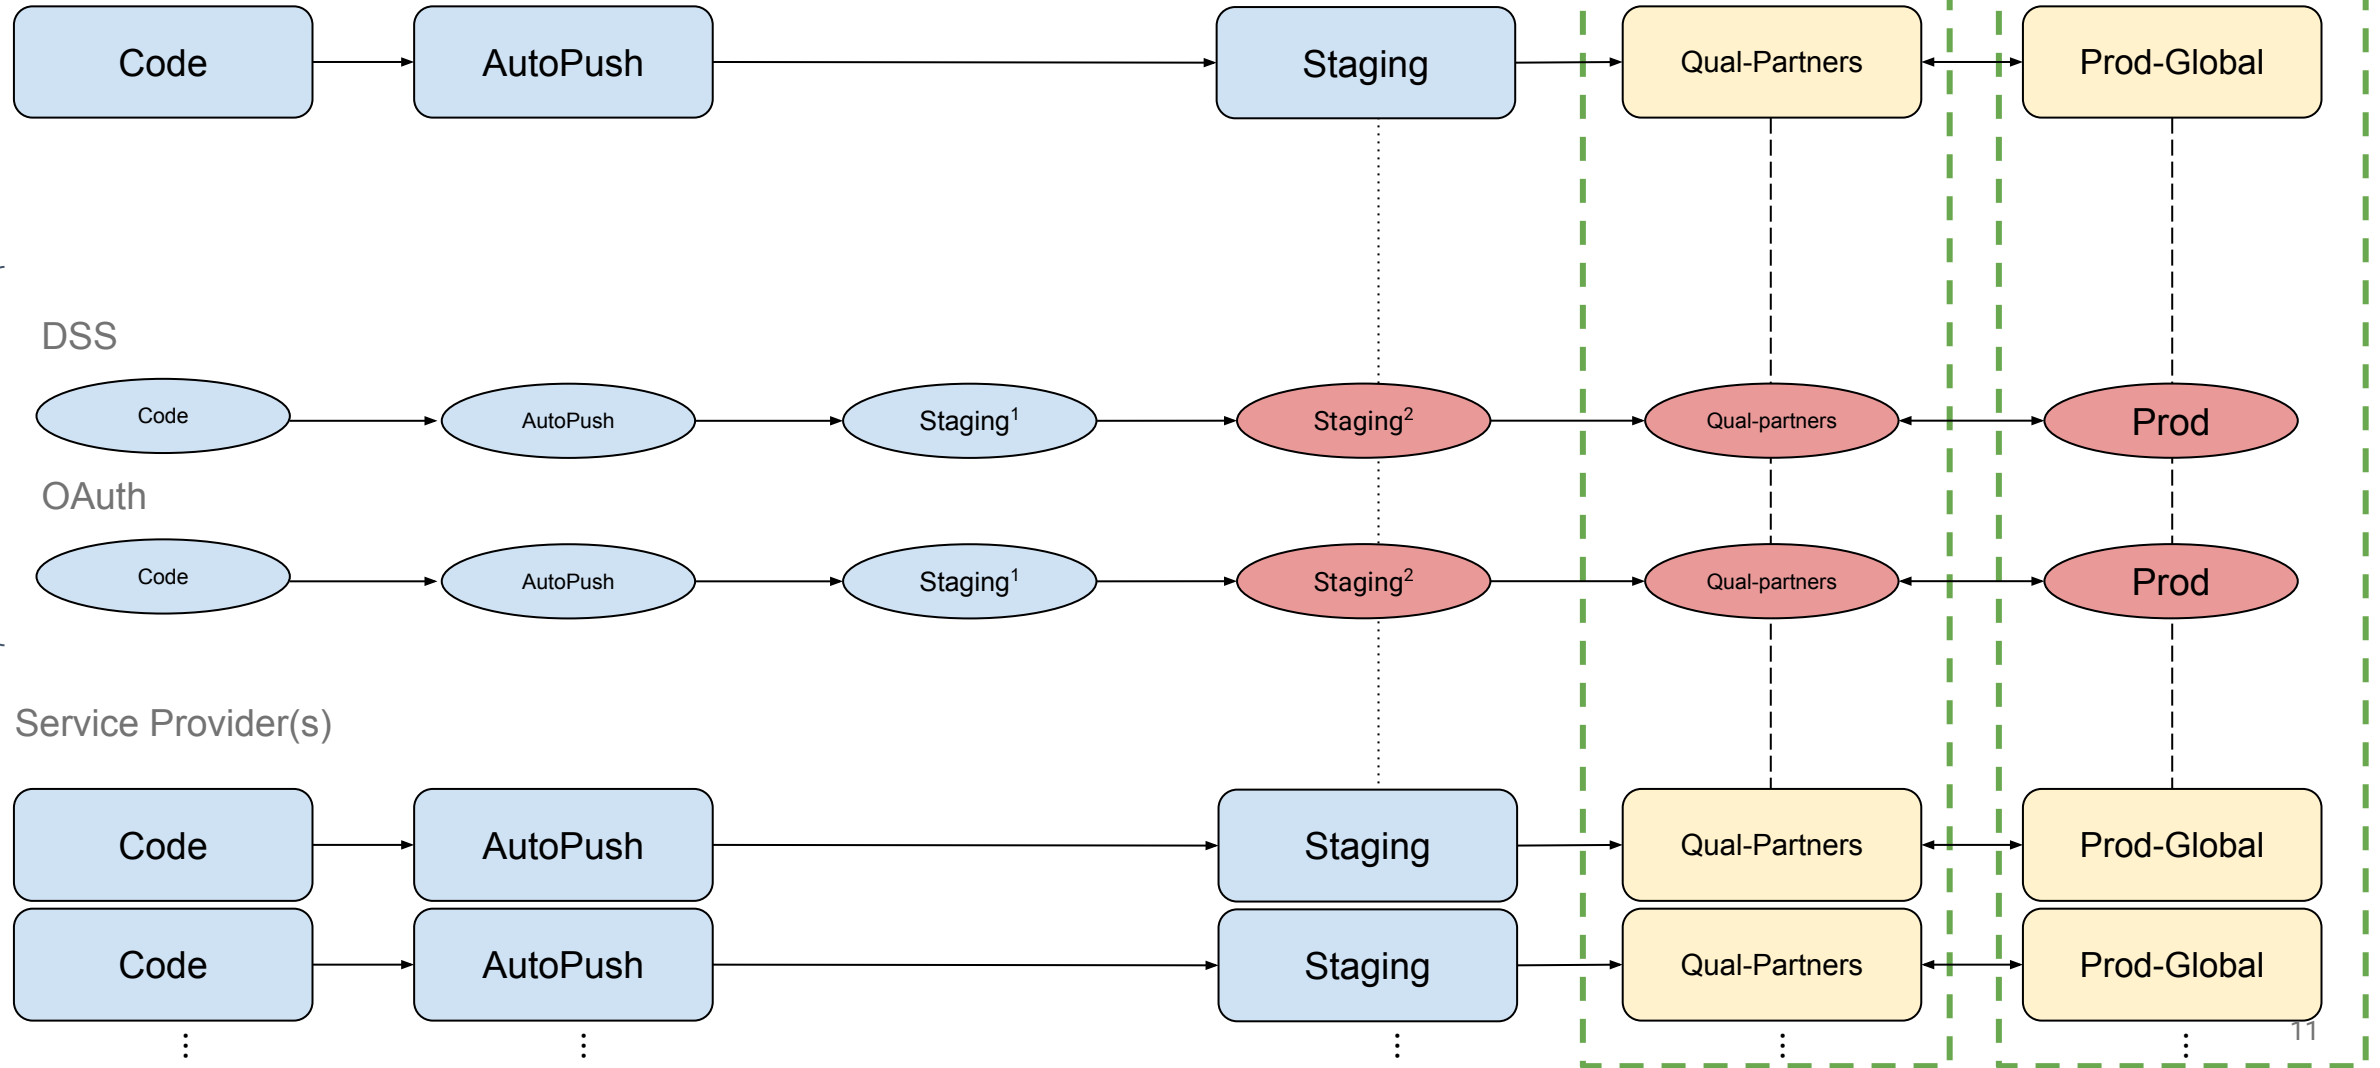 Code AutoPush Staging Qual-Partners Prod-Global
DSS
Code AutoPush Staging1 Staging2 Qual-partners Prod
OAuth
Code AutoPush Staging1 Staging2 Qual-partners Prod
Service Provider(s)
Code AutoPush Staging Qual-Partners Prod-Global
Code AutoPush Staging Qual-Partners Prod-Global
11